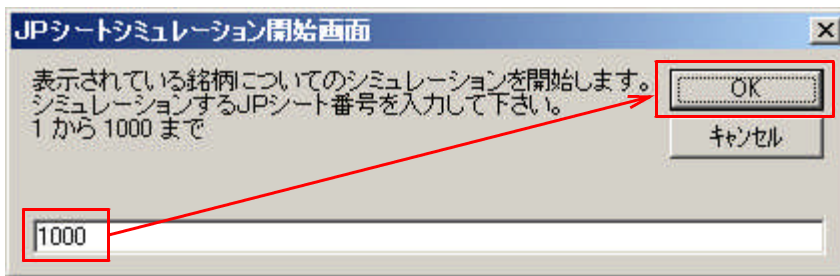 JPシートシミュレーション開始画面
表示されている銘柄についてのシミュレーションを開始します。
シミュレーションするJPシート番号を入力して下さい。
1 から 1000 まで
OK
キャンセル
1000